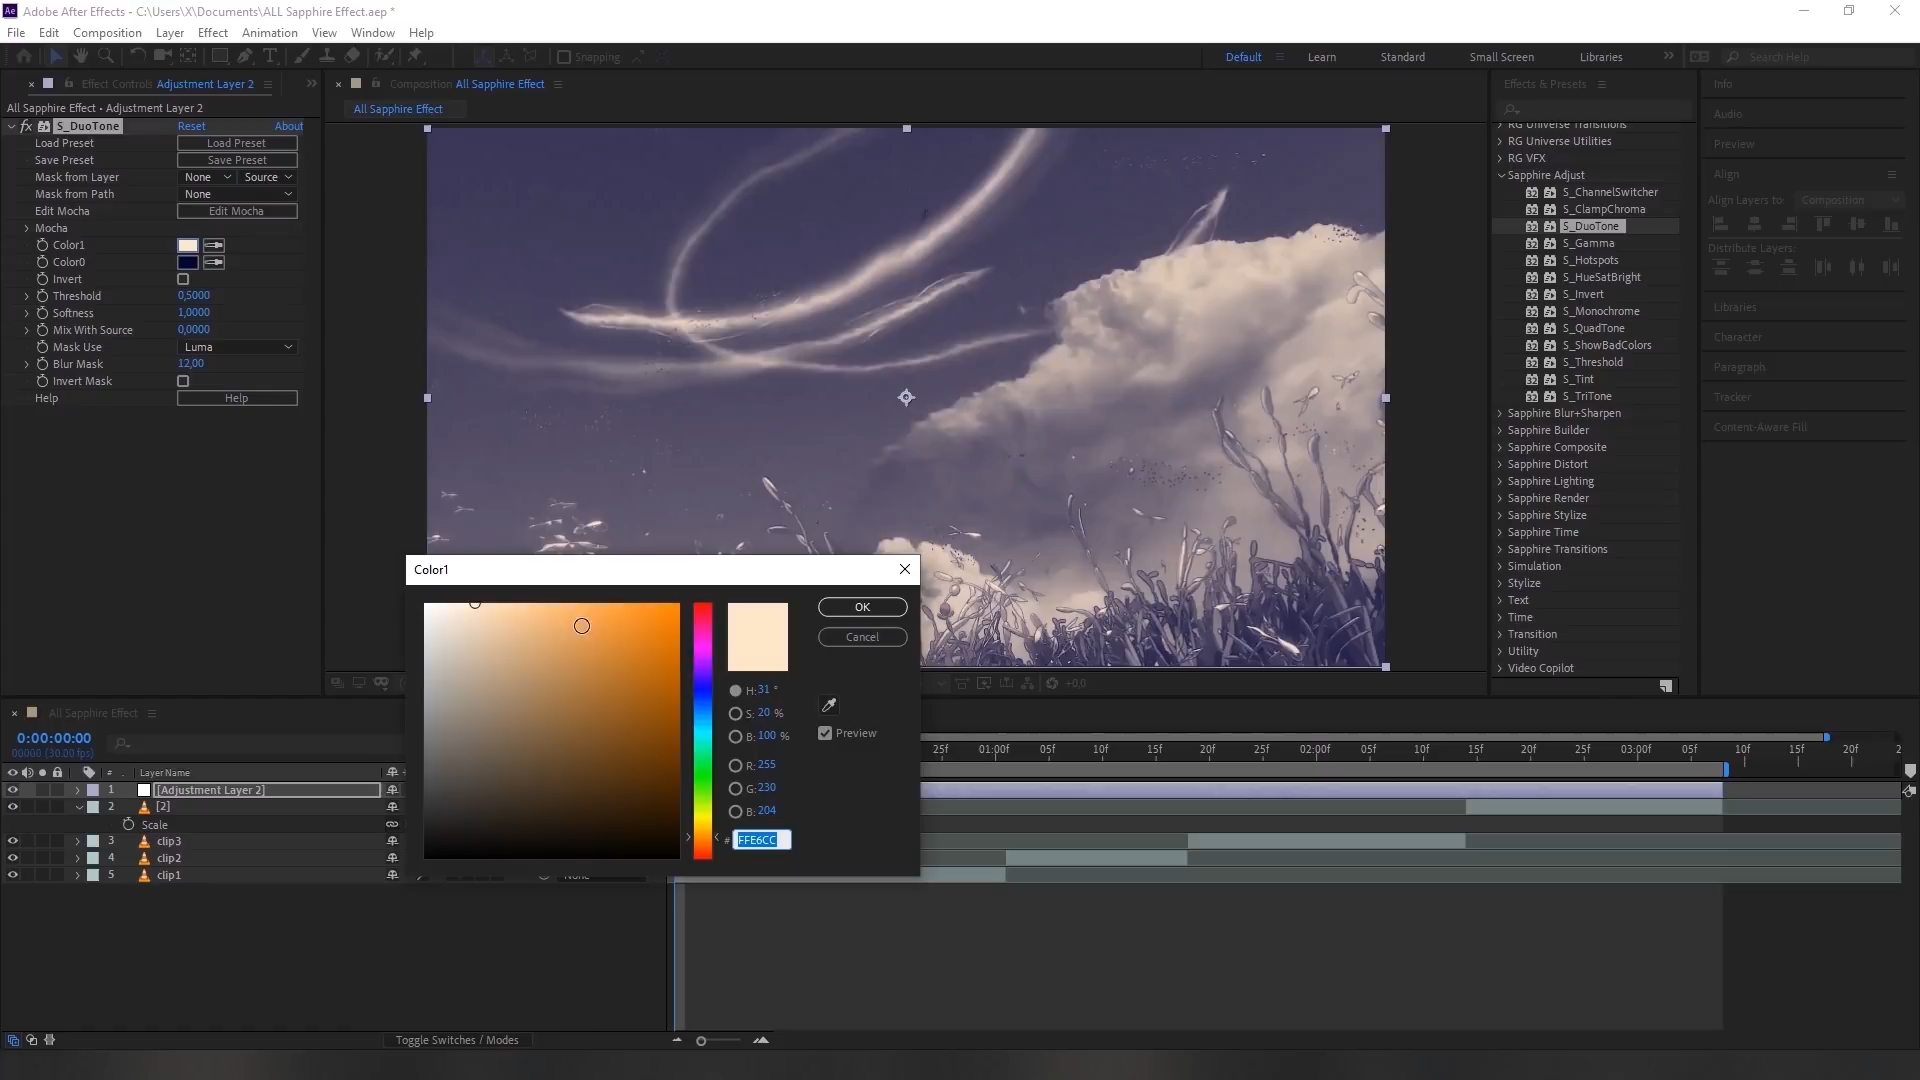 Ae Adobe After Effects - C:\Users\X\Documents\ALL Sapphire Effect.aep *
File Edit Composition Layer Effect Animation View Window Help
Snapping
Default Learn Standard Small Screen Libraries Search Help
Effect Controls Adjustment Layer 2
All Sapphire Effect • Adjustment Layer 2
fx S_DuoTone Reset About
Load Preset Load Preset
Save Preset Save Preset
Mask from Layer None Source
Mask from Path None
Edit Mocha Edit Mocha
Mocha
Color1
Color0
Invert
Threshold 0,5000
Softness 1,0000
Mix With Source 0,0000
Mask Use Luma
Blur Mask 12,00
Invert Mask
Help Help
Composition All Sapphire Effect
All Sapphire Effect
+0,0
Effects & Presets
RG Universe Transitions
RG Universe Utilities
RG VFX
Sapphire Adjust
S_ChannelSwitcher
S_ClampChroma
S_DuoTone
S_Gamma
S_Hotspots
S_HueSatBright
S_Invert
S_Monochrome
S_QuadTone
S_ShowBadColors
S_Threshold
S_Tint
S_TriTone
Sapphire Blur+Sharpen
Sapphire Builder
Sapphire Composite
Sapphire Distort
Sapphire Lighting
Sapphire Render
Sapphire Stylize
Sapphire Time
Sapphire Transitions
Simulation
Stylize
Text
Time
Transition
Utility
Video Copilot
Info
Audio
Preview
Align
Align Layers to: Composition
Distribute Layers:
Libraries
Character
Paragraph
Tracker
Content-Aware Fill
Color1
OK
Cancel
H: 31 °
S: 20 %
B: 100 %
R: 255
G: 230
B: 204
# FFE6CC
Preview
All Sapphire Effect
0:00:00:00
00000 (30.00 fps)
# Layer Name
1 [Adjustment Layer 2]
2 [2]
Scale
3 clip3
4 clip2
5 clip1
None
25f 01:00f 05f 10f 15f 20f 25f 02:00f 05f 10f 15f 20f 25f 03:00f 05f 10f 15f 20f 2
Toggle Switches / Modes